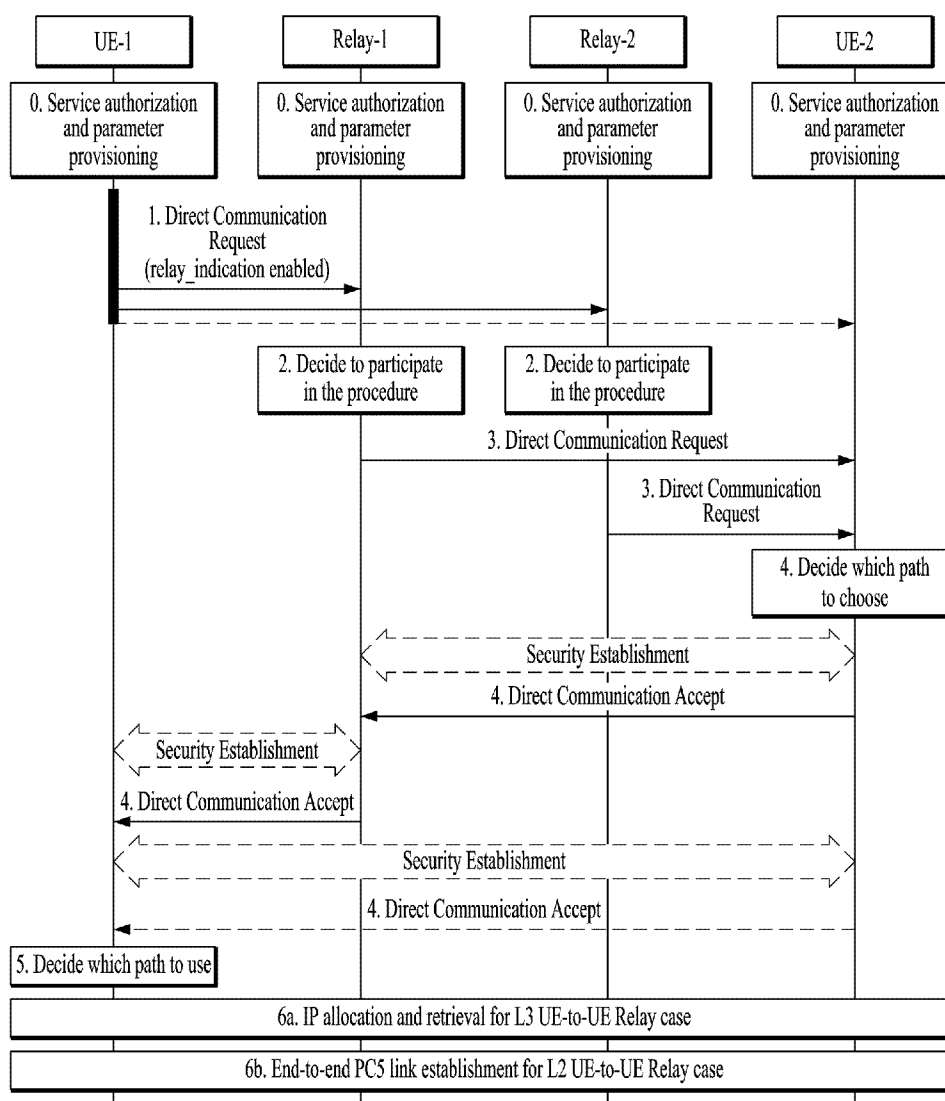 UE-1
Relay-1
Relay-2
UE-2
0. Service authorization
and parameter
provisioning
0. Service authorization
and parameter
provisioning
0. Service authorization
and parameter
provisioning
0. Service authorization
and parameter
provisioning
1. Direct Communication
Request
(relay_indication enabled)
2. Decide to participate
in the procedure
2. Decide to participate
in the procedure
3. Direct Communication Request
3. Direct Communication
Request
4. Decide which path
to choose
Security Establishment
4. Direct Communication Accept
Security Establishment
4. Direct Communication Accept
Security Establishment
4. Direct Communication Accept
5. Decide which path to use
6a. IP allocation and retrieval for L3 UE-to-UE Relay case
6b. End-to-end PC5 link establishment for L2 UE-to-UE Relay case